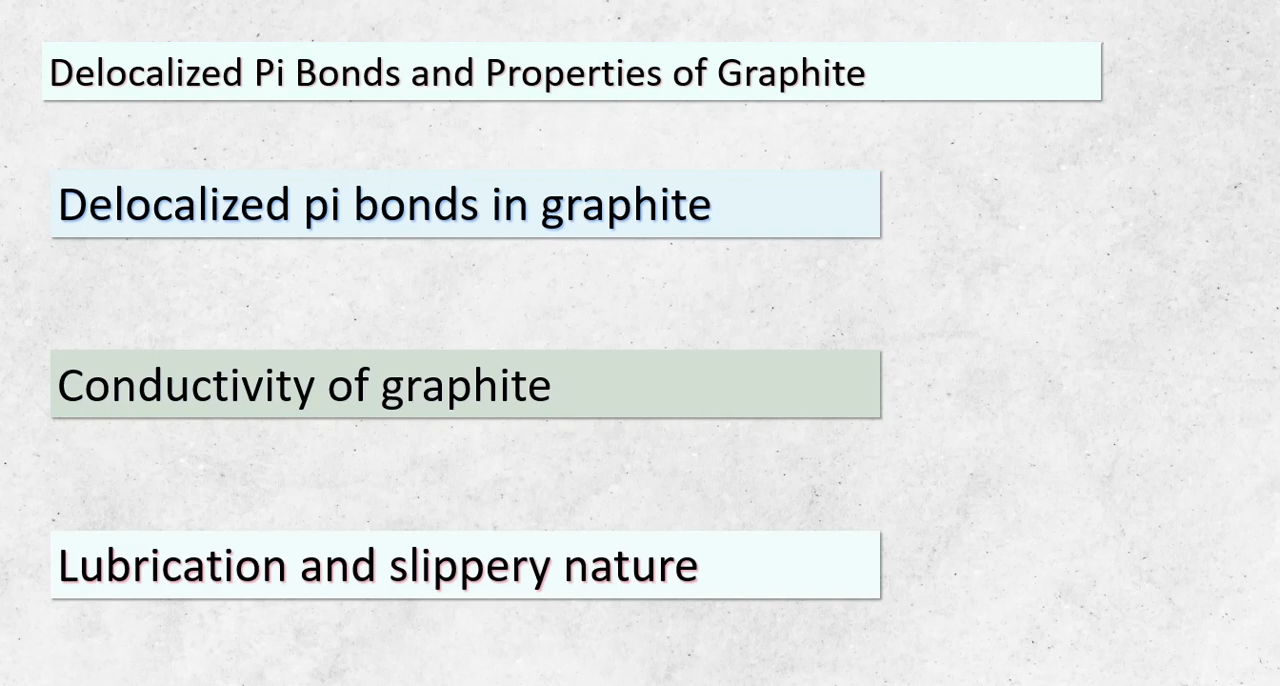 Delocalized Pi Bonds and Properties of Graphite
Delocalized pi bonds in graphite
Conductivity of graphite
Lubrication and slippery nature